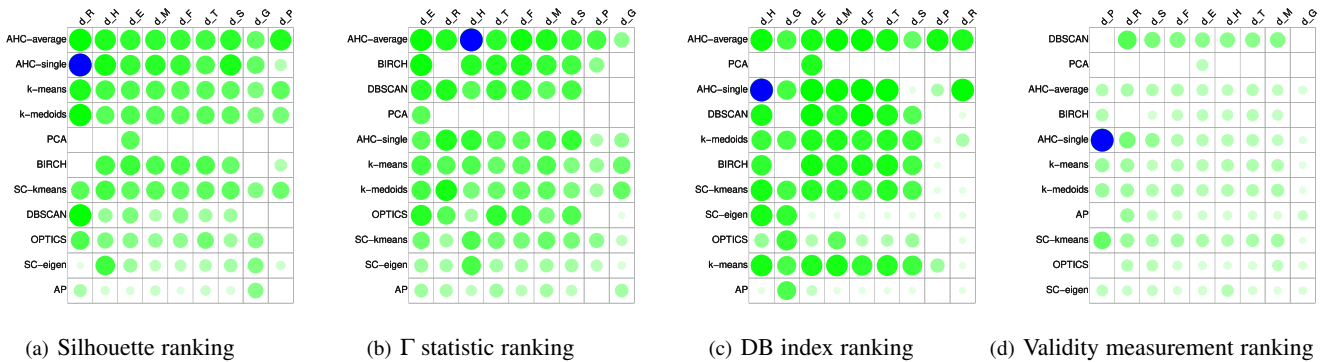 d_R d_H d_E d_M d_F d_T d_S d_G d_P
AHC-average
AHC-single
k-means
k-medoids
PCA
BIRCH
SC-kmeans
DBSCAN
OPTICS
SC-eigen
AP
(a) Silhouette ranking
d_E d_R d_H d_T d_F d_M d_S d_P d_G
AHC-average
BIRCH
DBSCAN
PCA
AHC-single
k-means
k-medoids
OPTICS
SC-kmeans
SC-eigen
AP
(b) Γ statistic ranking
d_H d_G d_E d_M d_F d_T d_S d_P d_R
AHC-average
PCA
AHC-single
DBSCAN
k-medoids
BIRCH
SC-kmeans
SC-eigen
OPTICS
k-means
AP
(c) DB index ranking
d_P d_R d_S d_F d_E d_H d_T d_M d_G
DBSCAN
PCA
AHC-average
BIRCH
AHC-single
k-means
k-medoids
AP
SC-kmeans
OPTICS
SC-eigen
(d) Validity measurement ranking